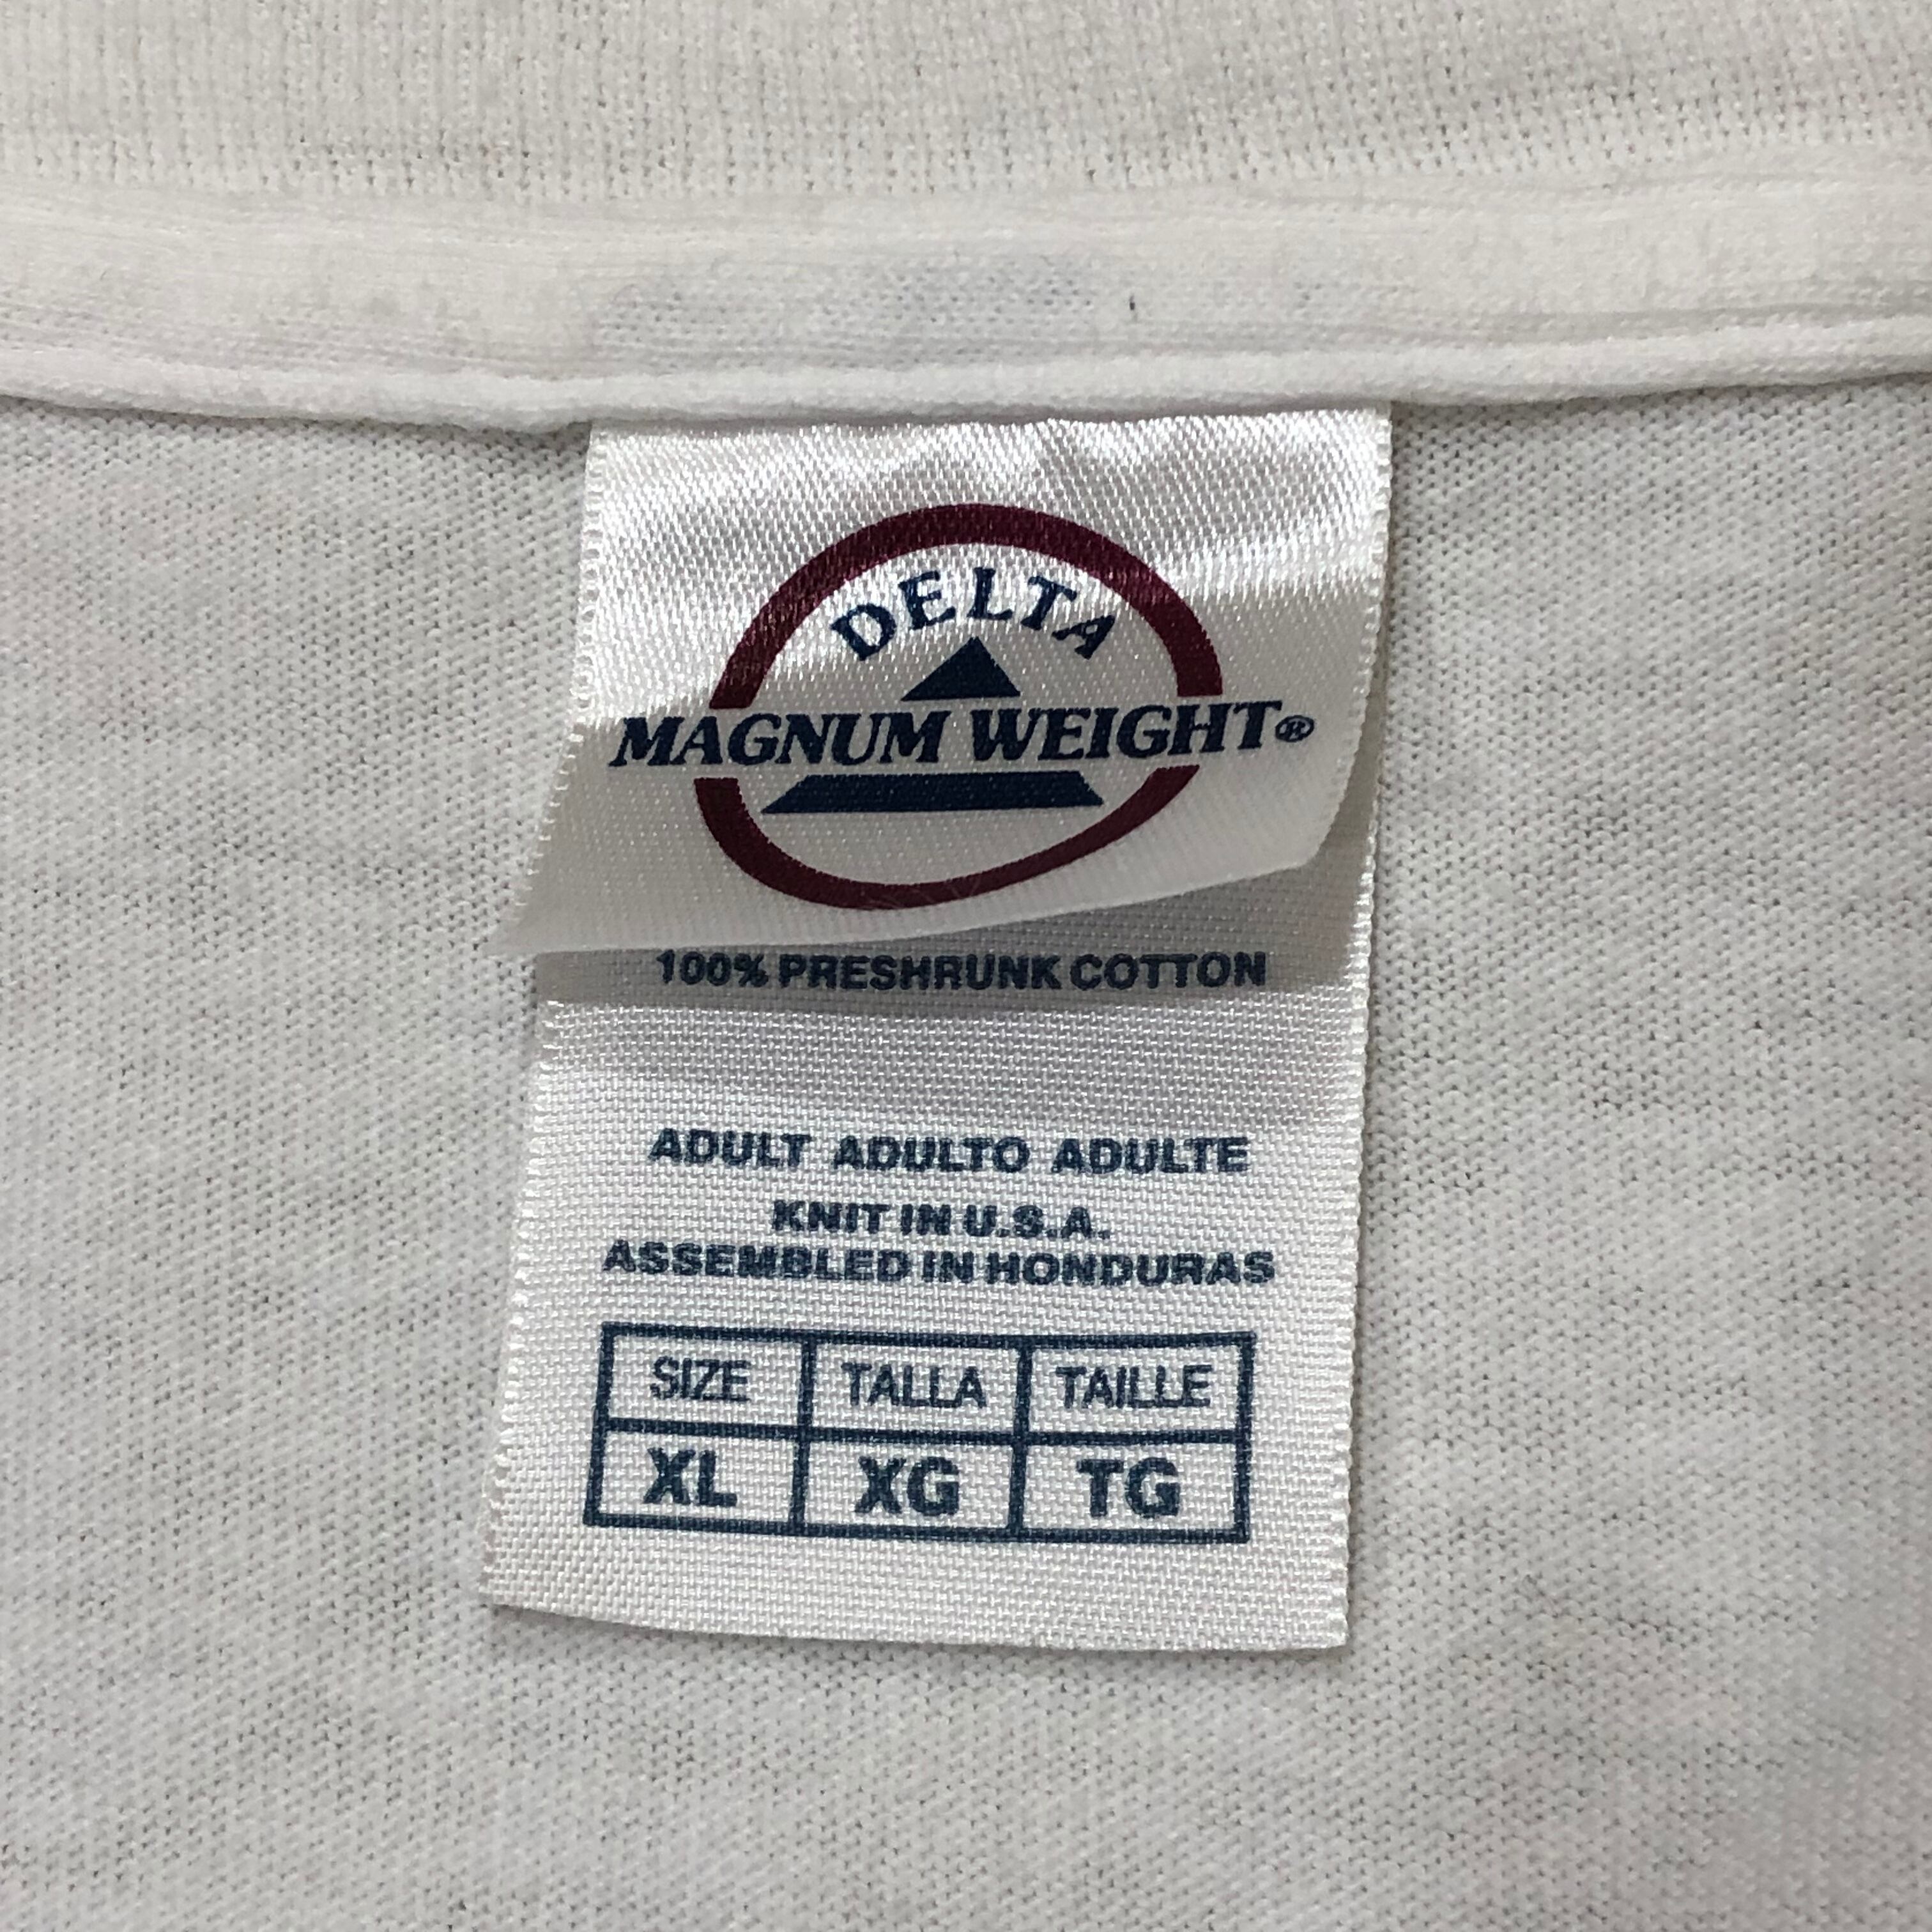 DELTA
MAGNUM WEIGHT®
100% PRESHRUNK COTTON
ADULT ADULTO ADULTE
KNIT IN U.S.A.
ASSEMBLED IN HONDURAS
SIZE TALLA TAILLE
XL XG TG